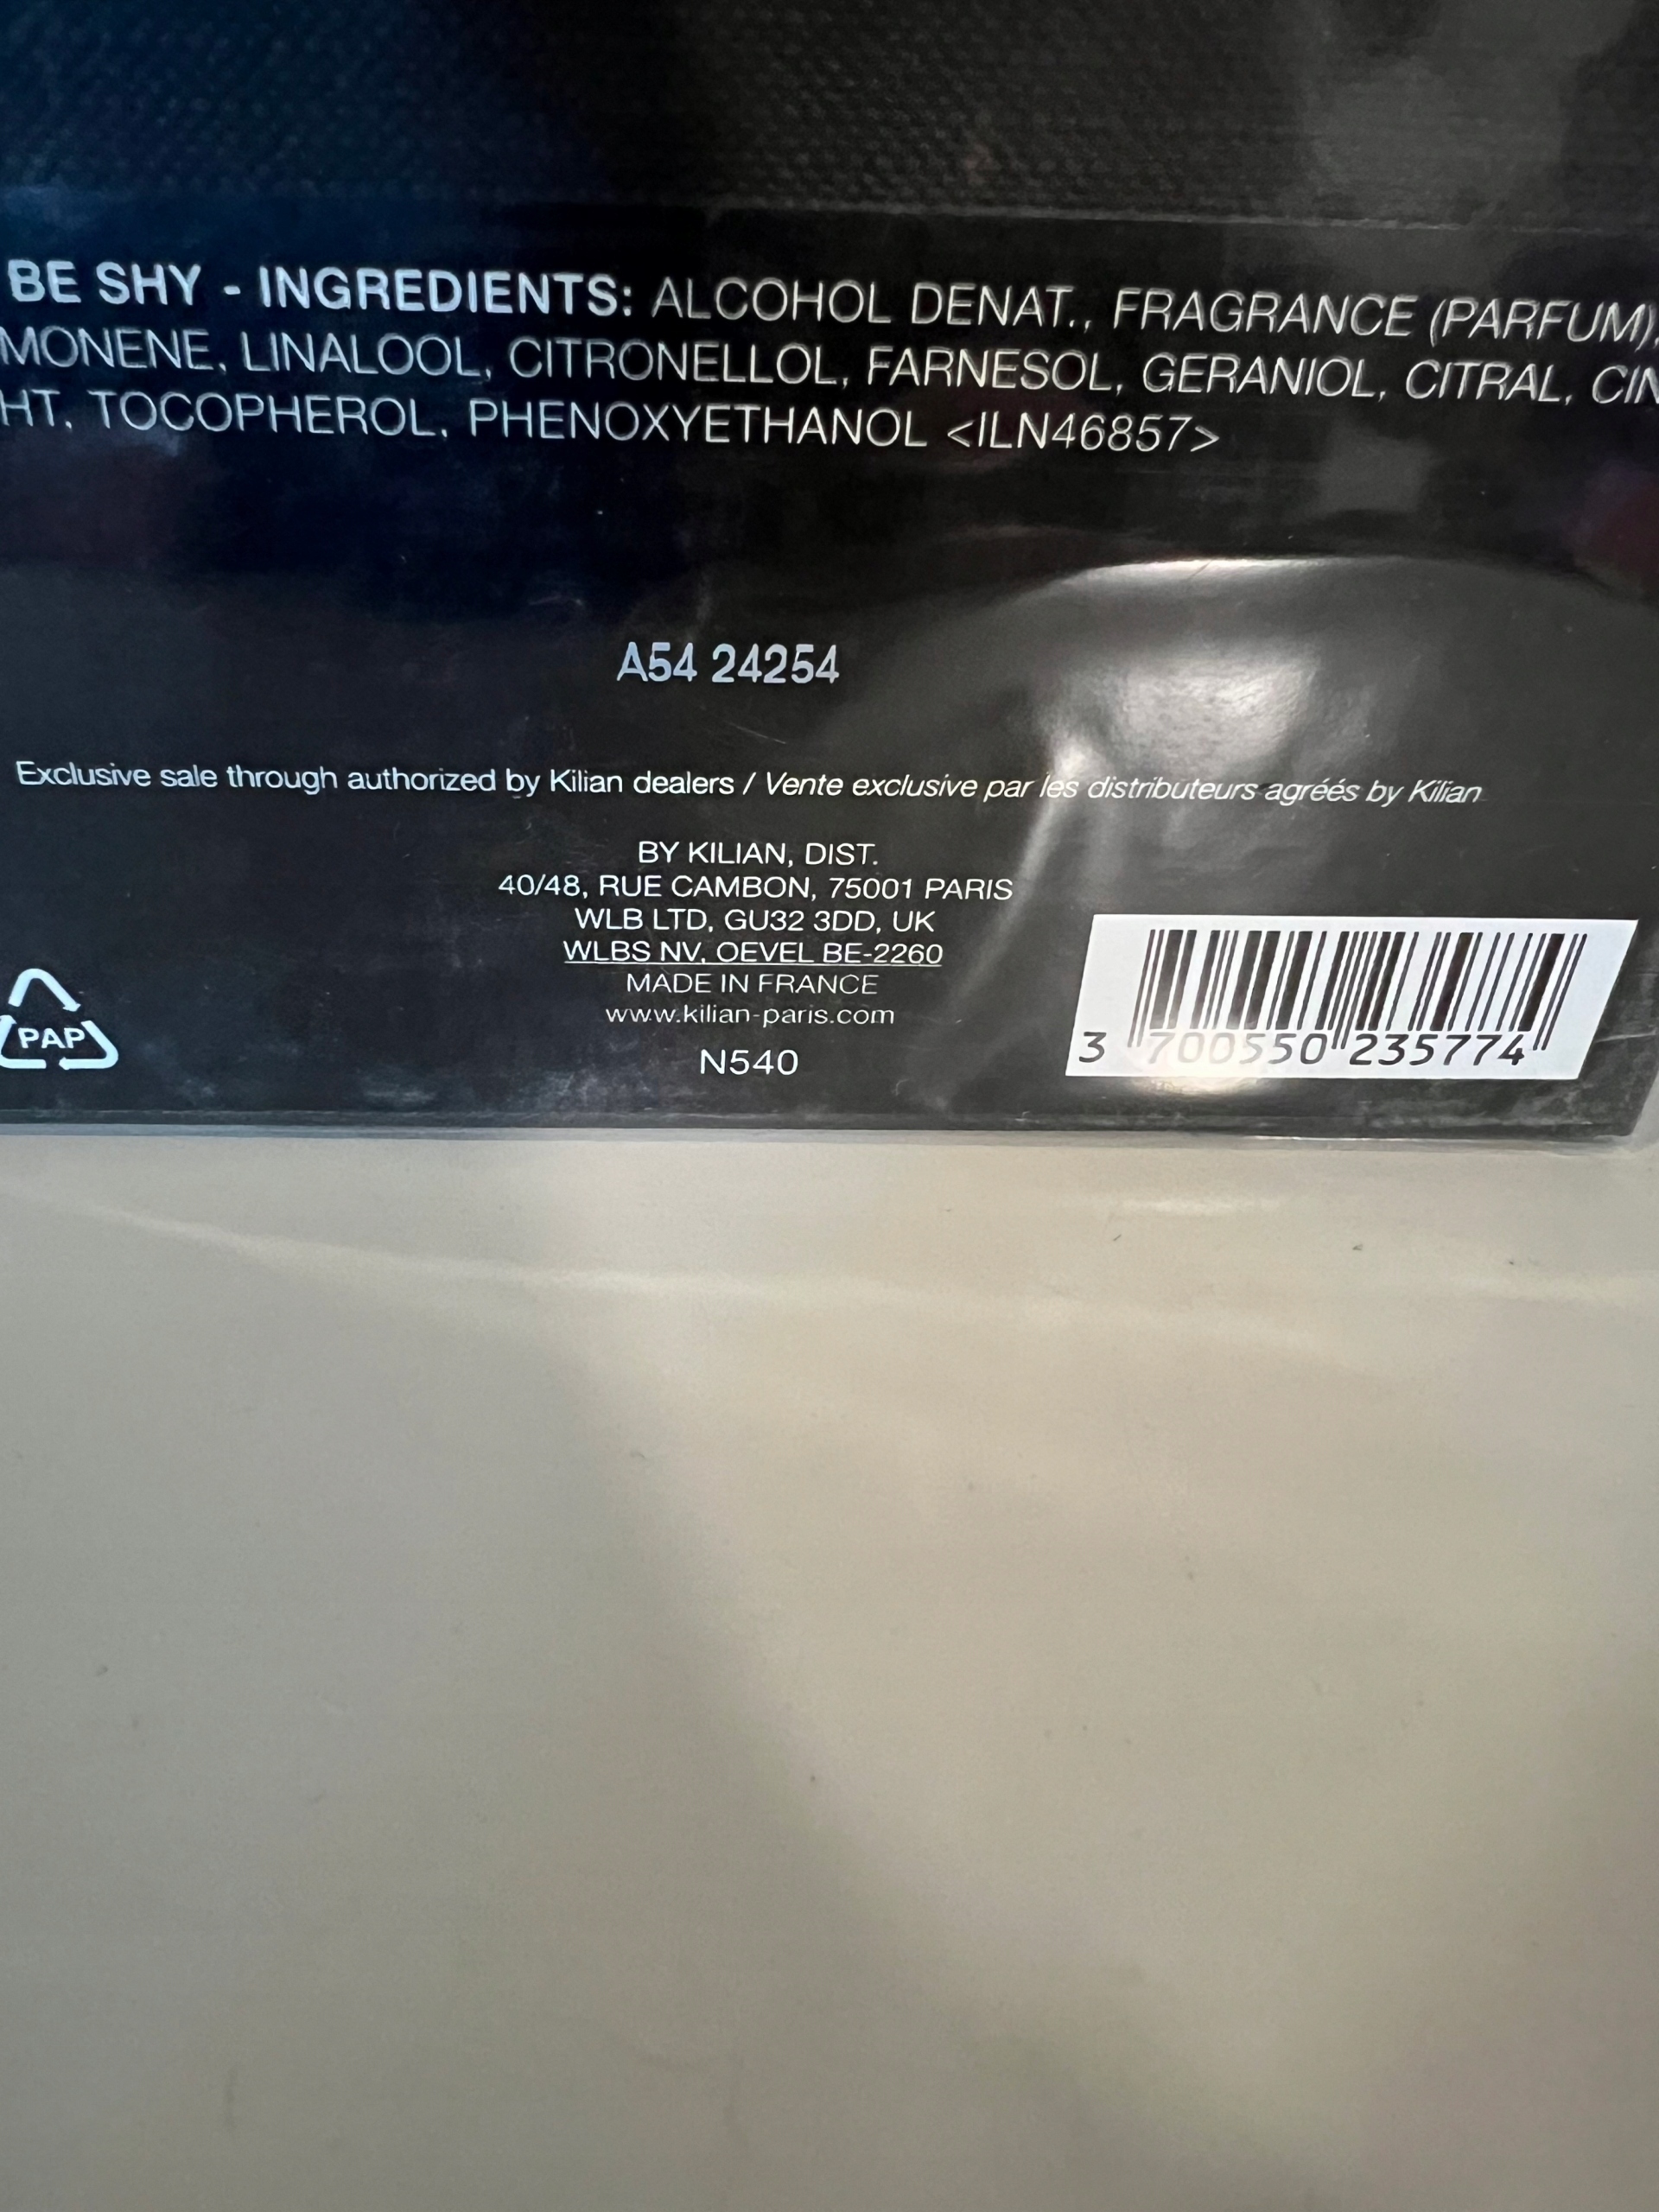 BE SHY - INGREDIENTS: ALCOHOL DENAT., FRAGRANCE (PARFUM),
MONENE, LINALOOL, CITRONELLOL, FARNESOL, GERANIOL, CITRAL, CIN
HT, TOCOPHEROL, PHENOXYETHANOL <ILN46857>
A54 24254
Exclusive sale through authorized by Kilian dealers / Vente exclusive par les distributeurs agréés by Kilian
BY KILIAN, DIST.
40/48, RUE CAMBON, 75001 PARIS
WLB LTD, GU32 3DD, UK
WLBS NV, OEVEL BE-2260
MADE IN FRANCE
www.kilian-paris.com
N540
PAP
3 700550 235774